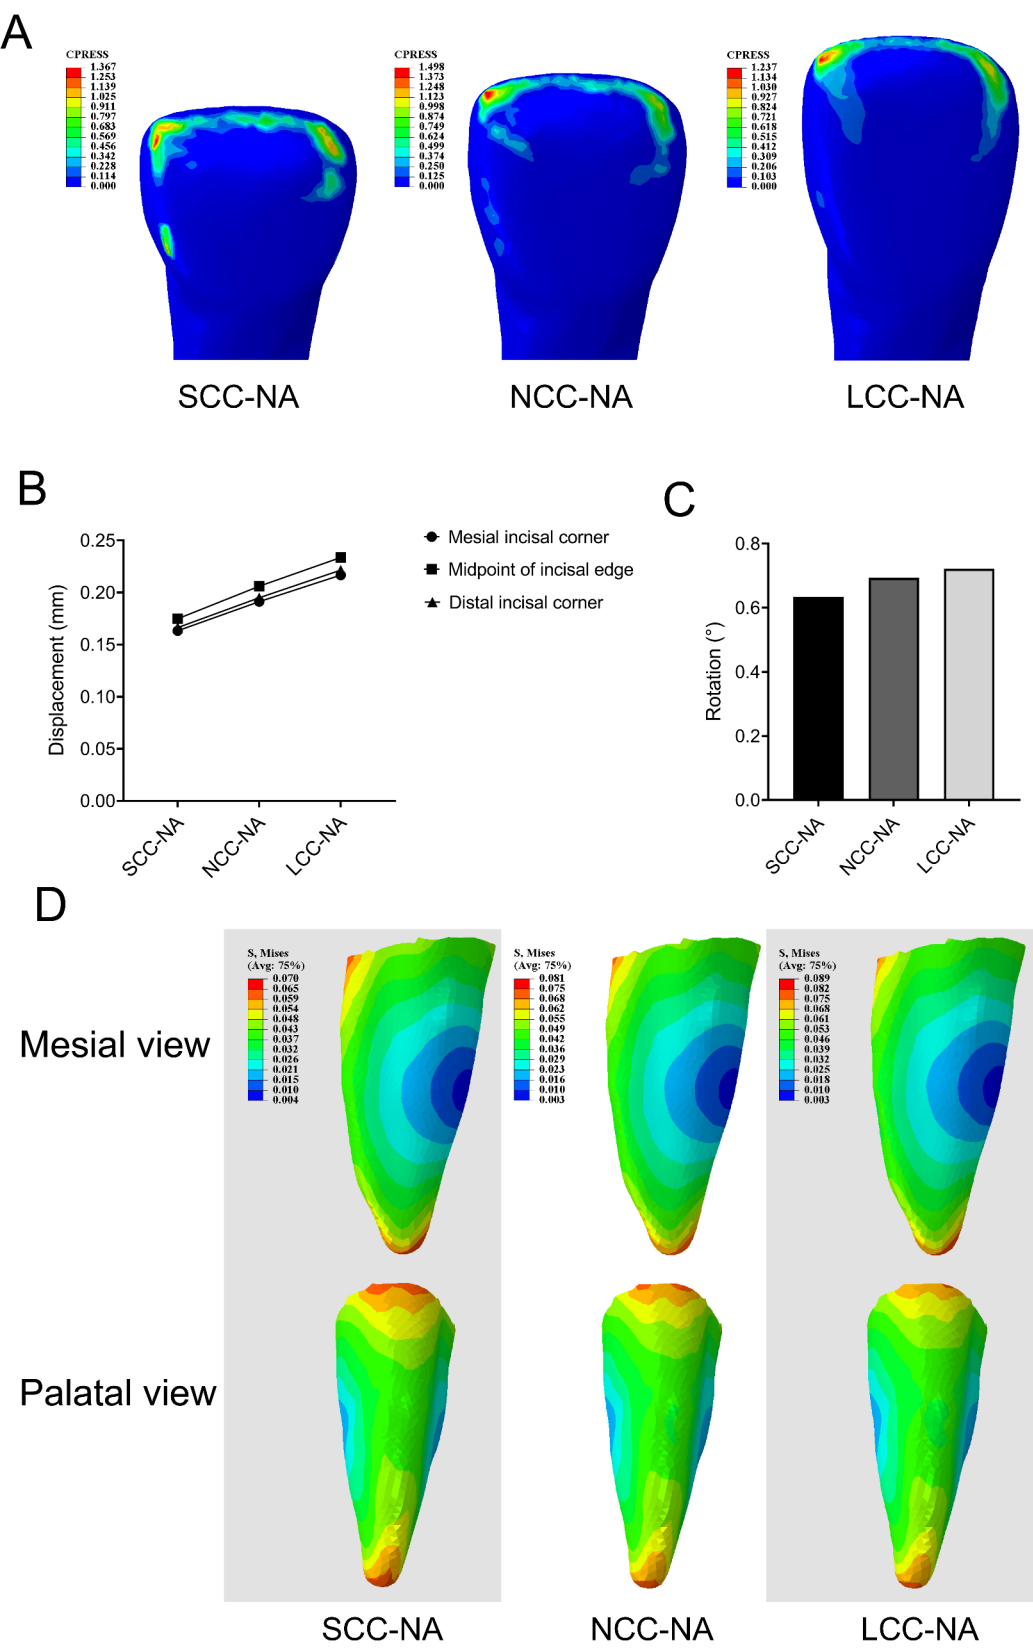 A
CPRESS
1.367
1.253
1.139
1.025
0.911
0.797
0.683
0.569
0.456
0.342
0.228
0.114
0.000
CPRESS
1.498
1.373
1.248
1.123
0.998
0.874
0.749
0.624
0.499
0.374
0.250
0.125
0.000
CPRESS
1.237
1.134
1.030
0.927
0.824
0.721
0.618
0.515
0.412
0.309
0.206
0.103
0.000
SCC-NA
NCC-NA
LCC-NA
B
Displacement (mm)
0.25
0.20
0.15
0.10
0.05
0.00
SCC-NA
NCC-NA
LCC-NA
Mesial incisal corner
Midpoint of incisal edge
Distal incisal corner
C
Rotation (°)
0.8
0.6
0.4
0.2
0.0
SCC-NA
NCC-NA
LCC-NA
D
Mesial view
S, Mises
(Avg: 75%)
0.070
0.065
0.059
0.054
0.048
0.043
0.037
0.032
0.026
0.021
0.015
0.010
0.004
S, Mises
(Avg: 75%)
0.081
0.075
0.068
0.062
0.055
0.049
0.042
0.036
0.029
0.023
0.016
0.010
0.003
S, Mises
(Avg: 75%)
0.089
0.082
0.075
0.068
0.061
0.053
0.046
0.039
0.032
0.025
0.018
0.010
0.003
Palatal view
SCC-NA
NCC-NA
LCC-NA